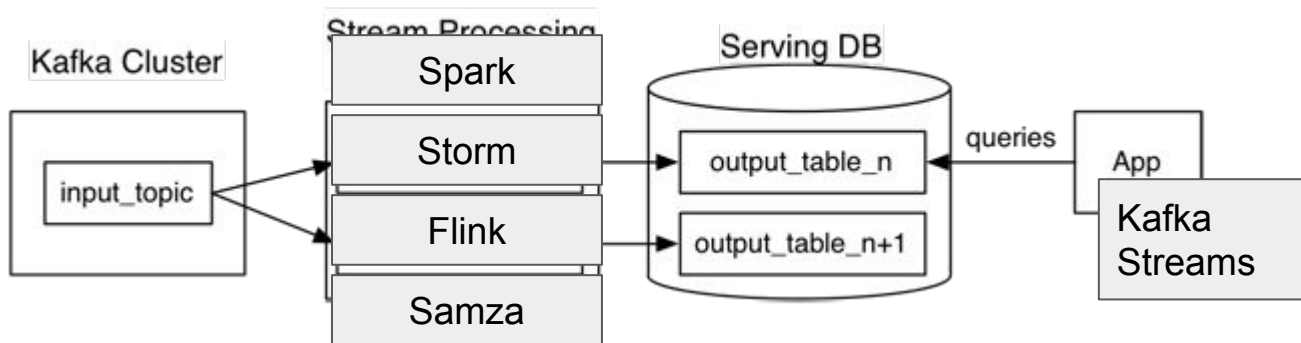 Kafka Cluster
input_topic
Stream Processing
Spark
Storm
Flink
Samza
Serving DB
output_table_n
output_table_n+1
queries
App
Kafka
Streams